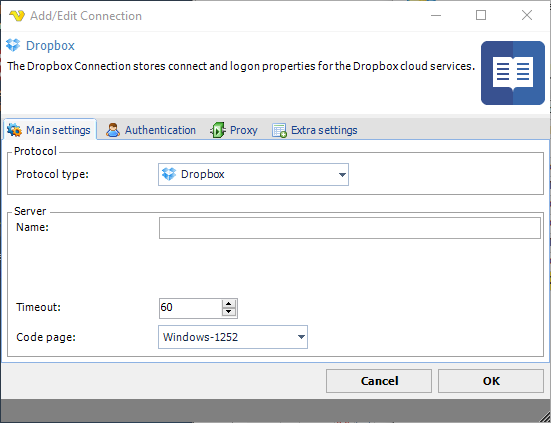 Add/Edit Connection
Dropbox
The Dropbox Connection stores connect and logon properties for the Dropbox cloud services.
Main settings Authentication Proxy Extra settings
Protocol
Protocol type: Dropbox
Server
Name:
Timeout: 60
Code page: Windows-1252
Cancel OK